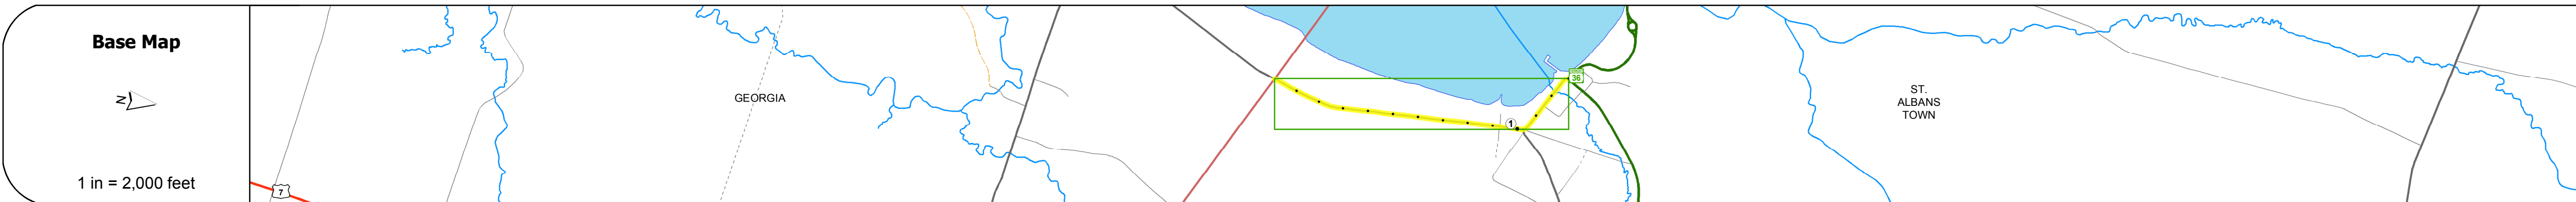 Base Map
N
1 in = 2,000 feet
7
GEORGIA
1
36
ST.
ALBANS
TOWN